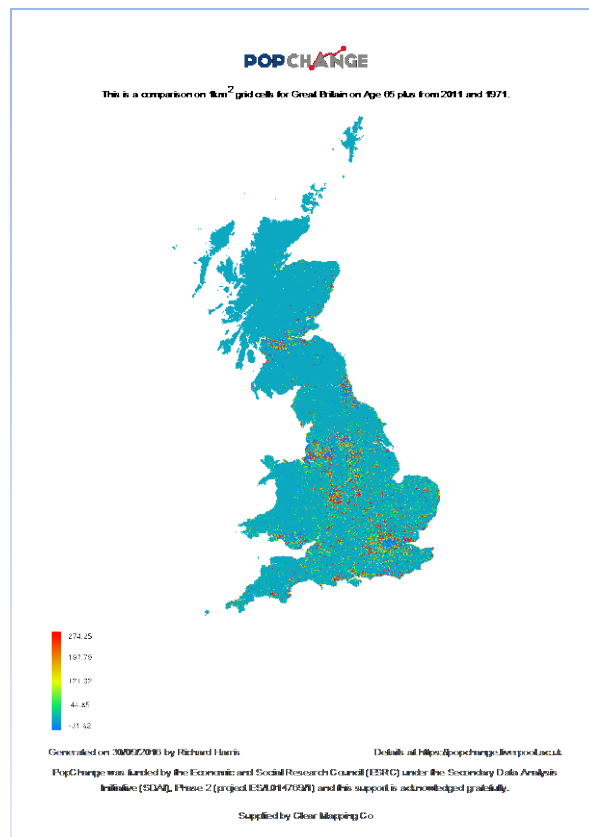 POPCHANGE
This is a comparison on 1km2 grid cells for Great Britain on Age 65 plus from 2011 and 1971.
274.25
197.79
121.32
44.85
-31.62
Generated on 30/09/2016 by Richard Harris
Details at https://popchange.liverpool.ac.uk
PopChange was funded by the Economic and Social Research Council (ESRC) under the Secondary Data Analysis
Initiative (SDAI), Phase 2 (project ES/L014769/1) and this support is acknowledged gratefully.
Supplied by Clear Mapping Co